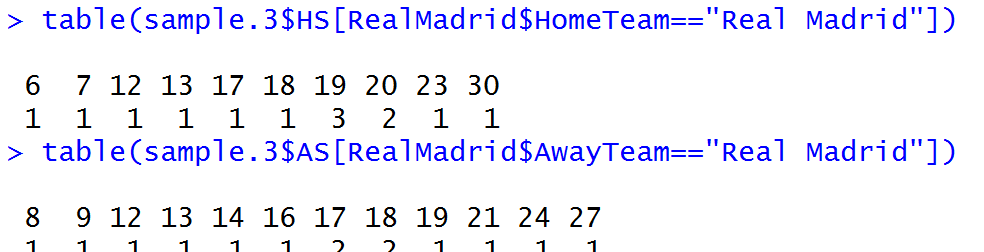 > table(sample.3$HS[RealMadrid$HomeTeam=="Real Madrid"])
6 7 12 13 17 18 19 20 23 30
1 1 1 1 1 1 3 2 1 1
> table(sample.3$AS[RealMadrid$AwayTeam=="Real Madrid"])
8 9 12 13 14 16 17 18 19 21 24 27
1 1 1 1 1 1 2 2 1 1 1 1